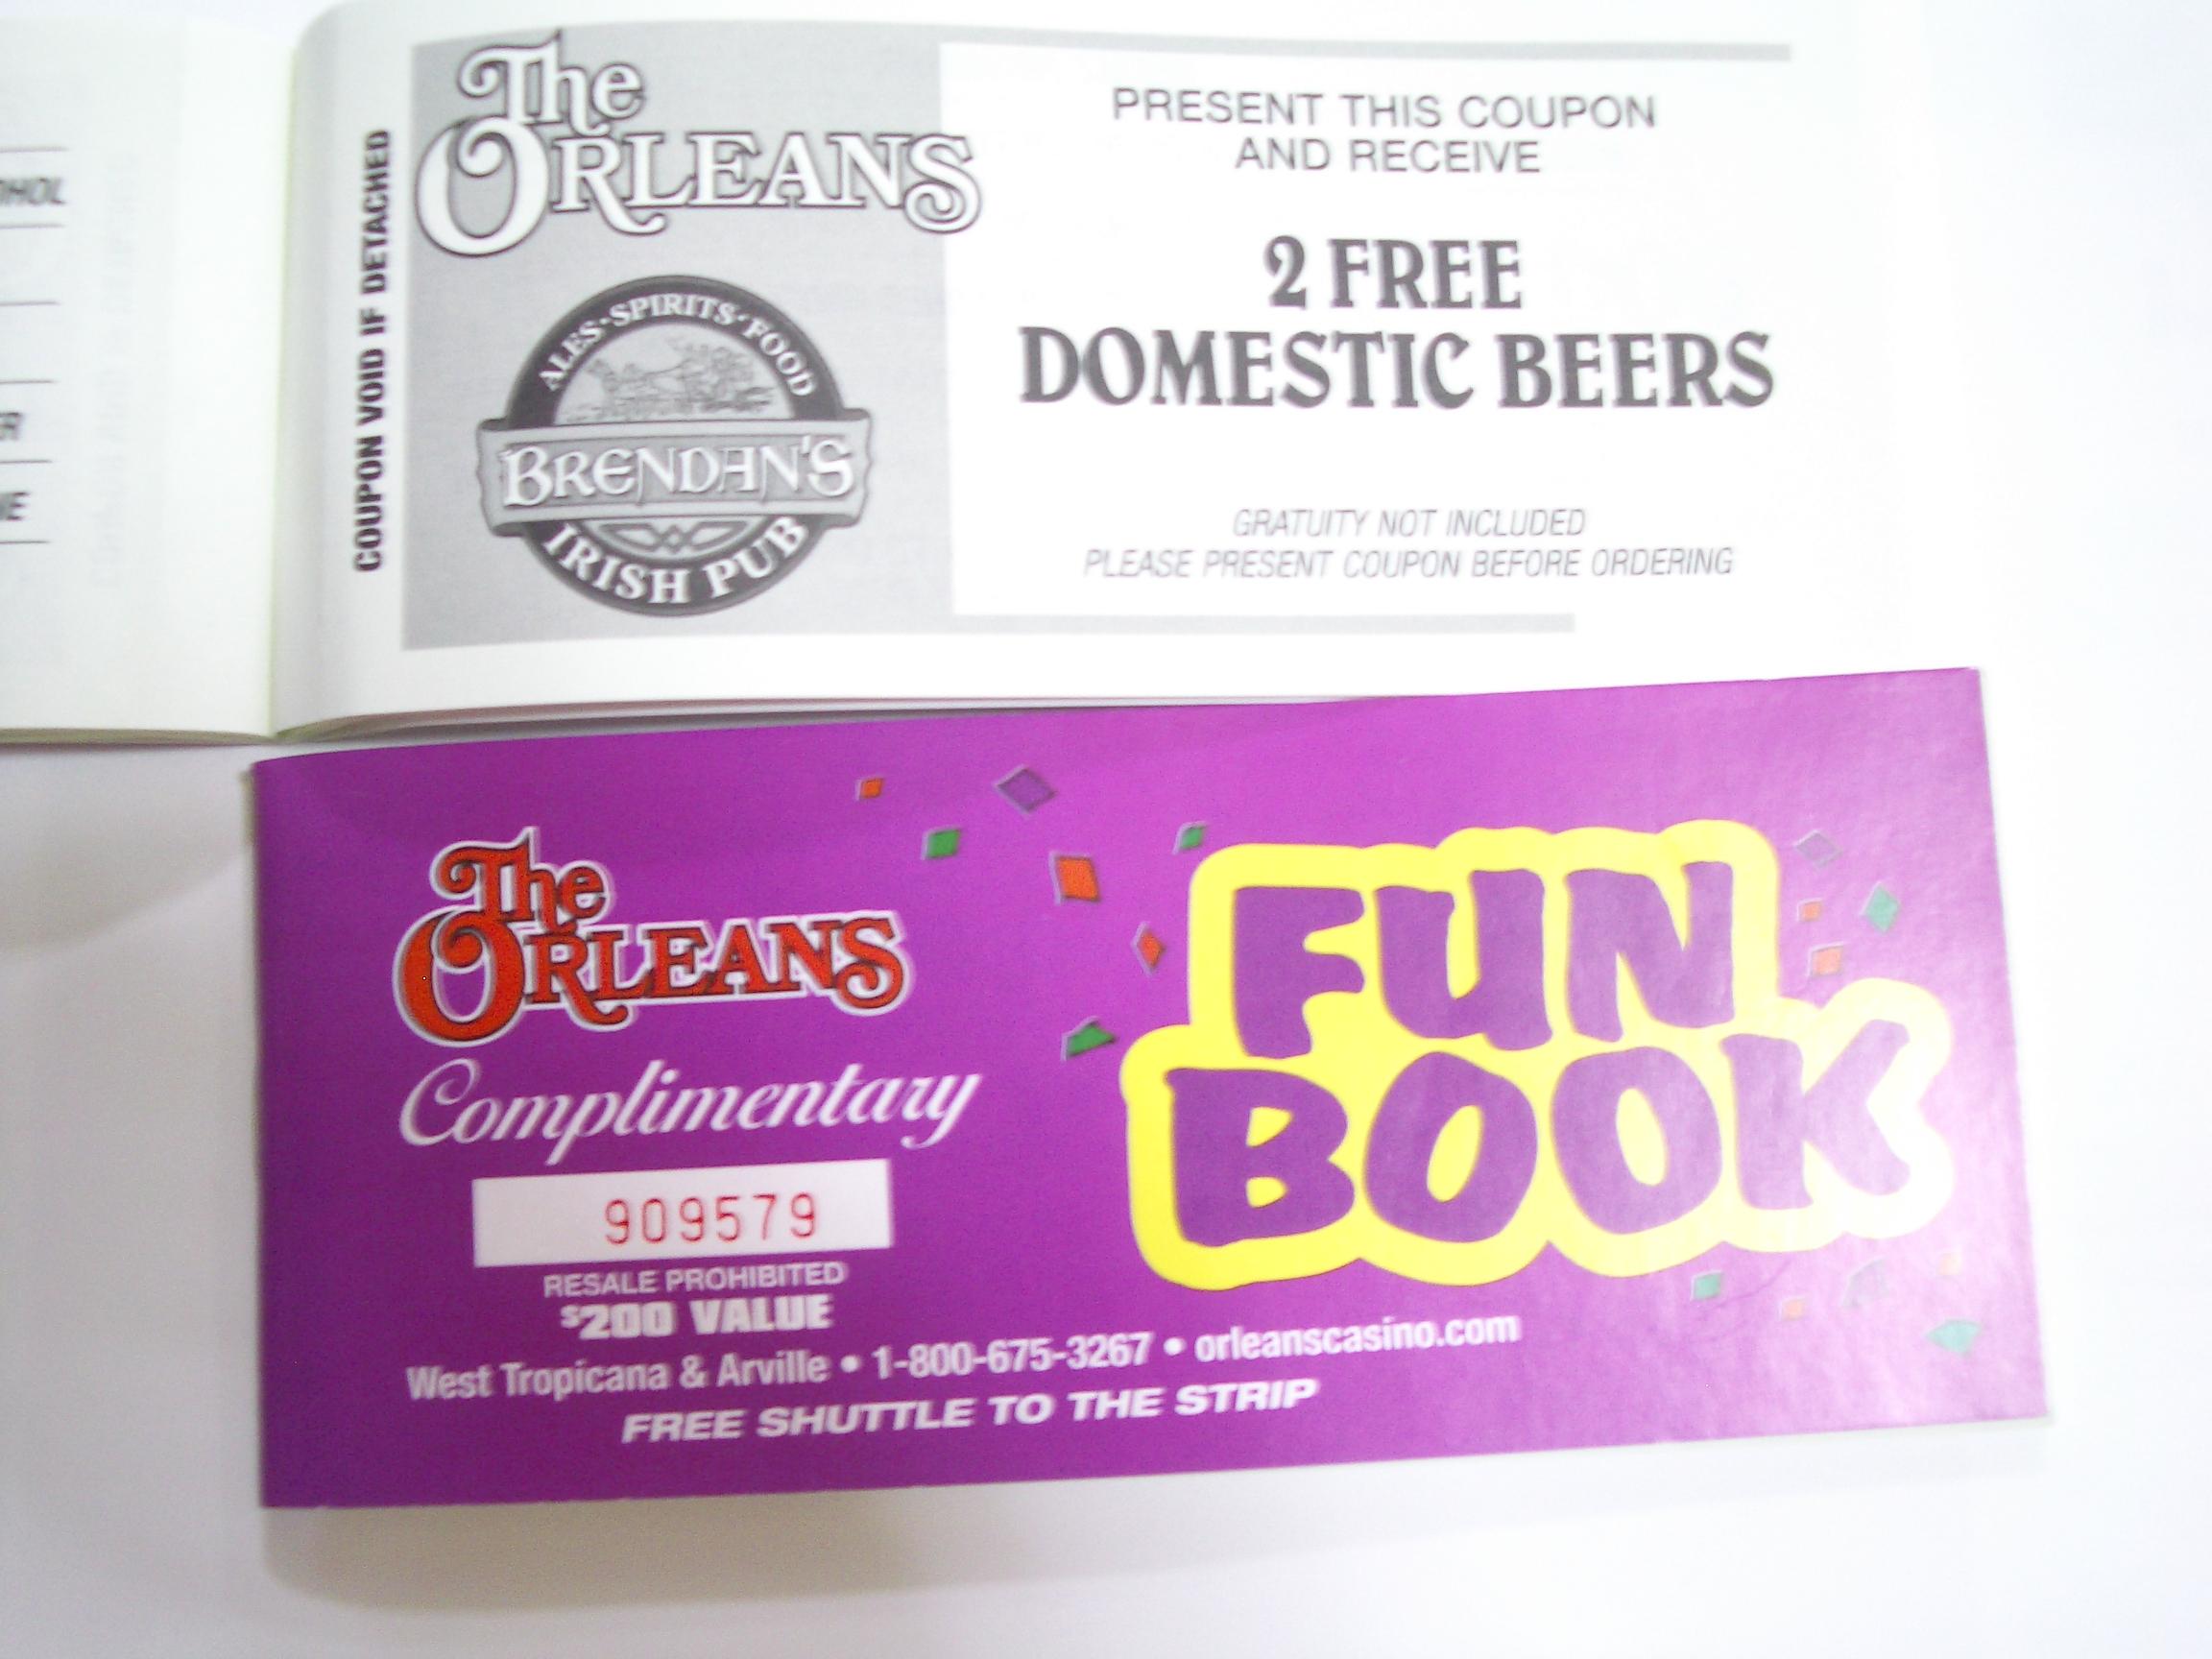 The
ORLEANS
ALES·SPIRITS·FOOD
BRENDAN'S
IRISH PUB
COUPON VOID IF DETACHED
PRESENT THIS COUPON
AND RECEIVE
2 FREE
DOMESTIC BEERS
GRATUITY NOT INCLUDED
PLEASE PRESENT COUPON BEFORE ORDERING
The
ORLEANS
Complimentary
909579
RESALE PROHIBITED
$200 VALUE
West Tropicana & Arville • 1-800-675-3267 • orleanscasino.com
FREE SHUTTLE TO THE STRIP
FUN
BOOK